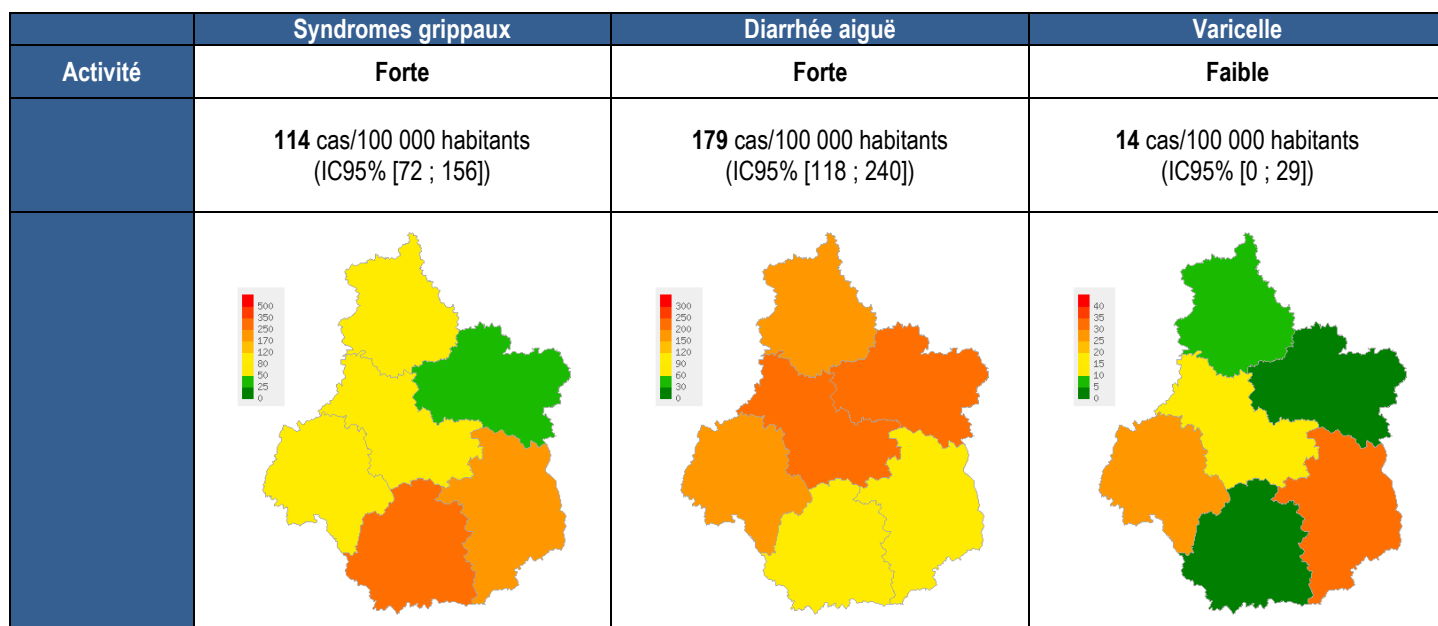 Syndromes grippaux
Diarrhée aiguë
Varicelle
Activité
Forte
Forte
Faible
114 cas/100 000 habitants
(IC95% [72 ; 156])
179 cas/100 000 habitants
(IC95% [118 ; 240])
14 cas/100 000 habitants
(IC95% [0 ; 29])
500
350
250
170
120
80
50
25
0
300
250
200
150
120
90
60
30
0
40
35
30
25
20
15
10
5
0